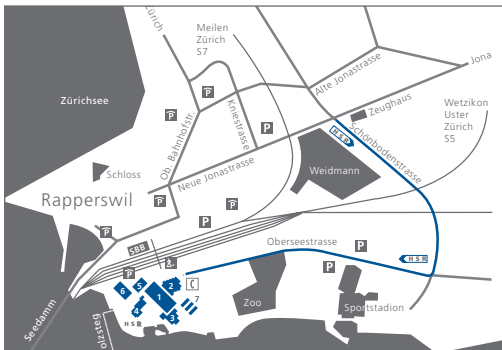 Meilen
Zürich
S7
Zürich
Jona
Alte Jonastrasse
Zürichsee
Wetzikon
Uster
Zürich
S5
Zeughaus
P
P
P
Kniestrasse
P
HSR
Schönbodenstrasse
Ob. Bahnhofstr.
P
Weidmann
Schloss
Neue Jonastrasse
Rapperswil
P
P
P
P
SBB
Oberseestrasse
P
HSR
P
P
5
2
6
1
7
4
3
HSR
Zoo
Sportstadion
Seedamm
Holzsteg